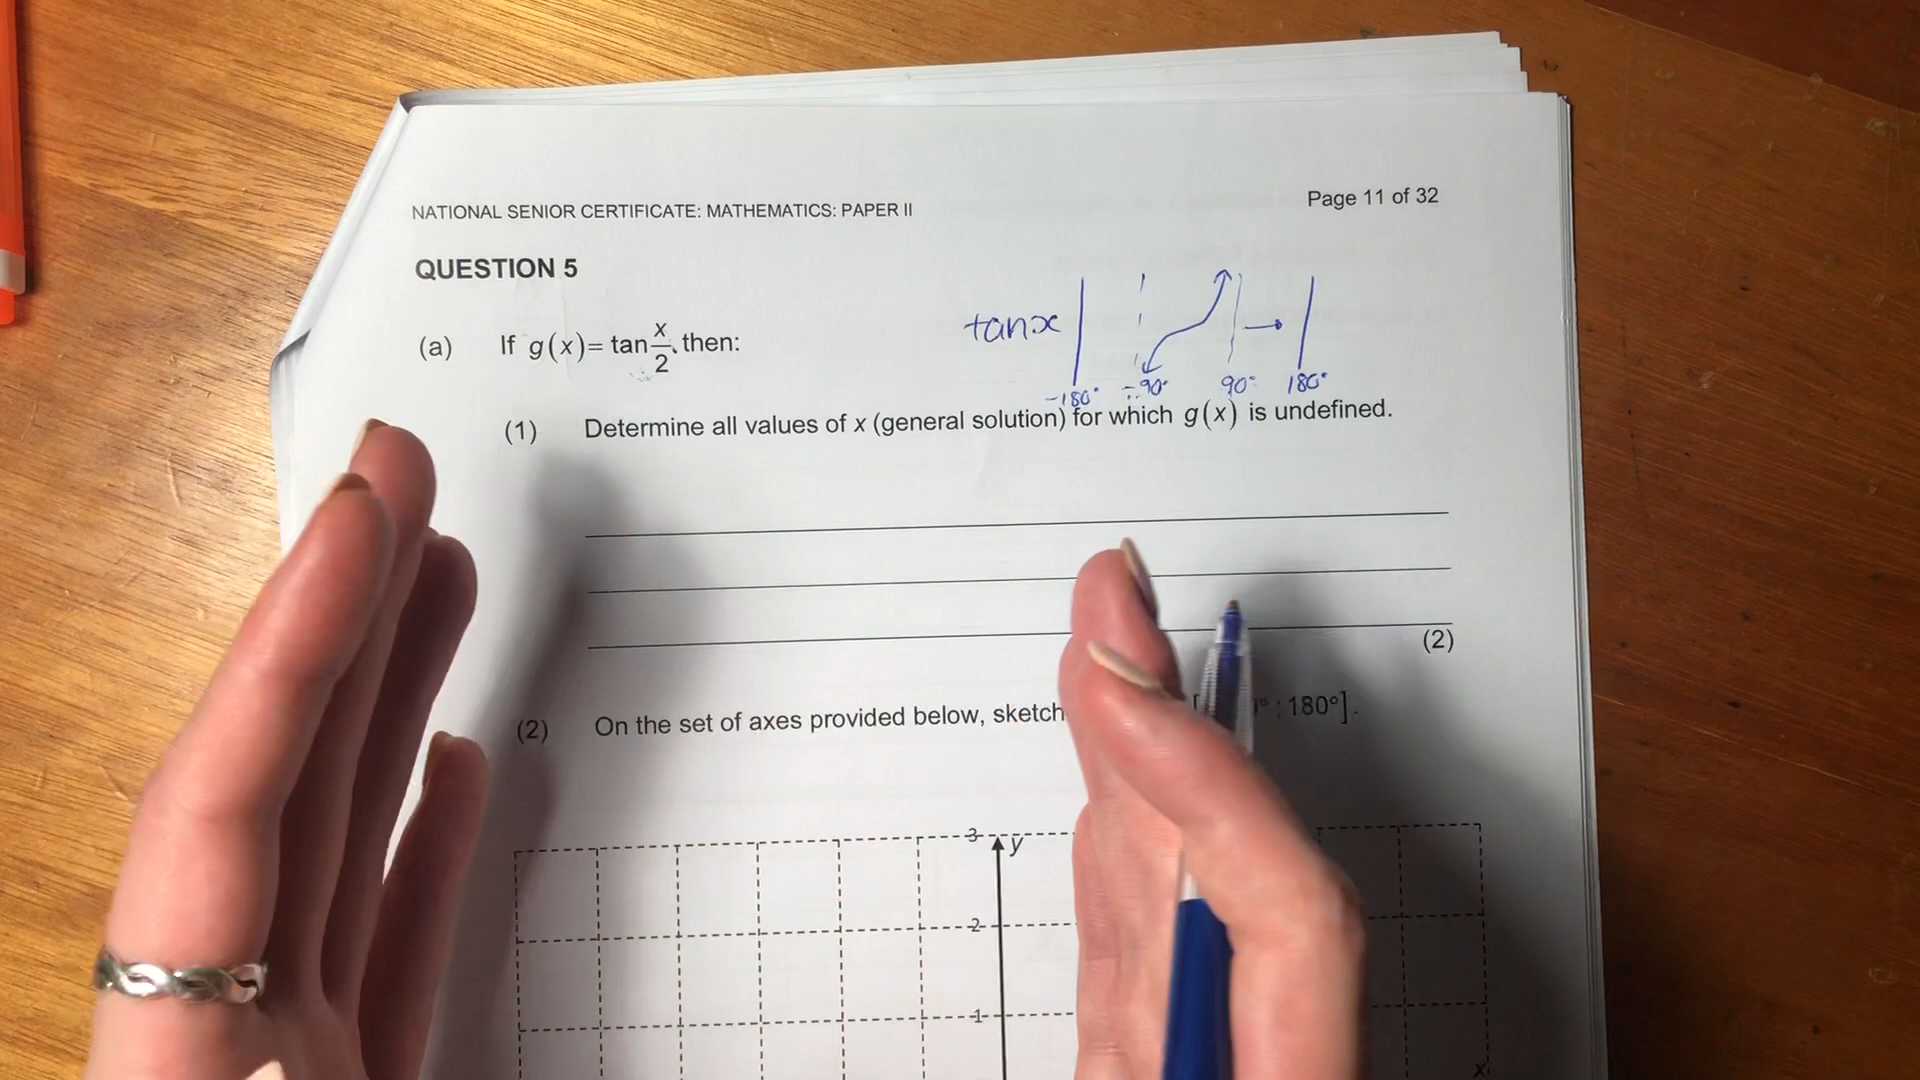 NATIONAL SENIOR CERTIFICATE: MATHEMATICS: PAPER II
Page 11 of 32
QUESTION 5
tanx
(a) If g(x)= tan x/2, then:
-180° -90° 90° 180°
(1) Determine all values of x (general solution) for which g(x) is undefined.
(2)
(2) On the set of axes provided below, sketch ° ; 180°].
3 y
2
1
x